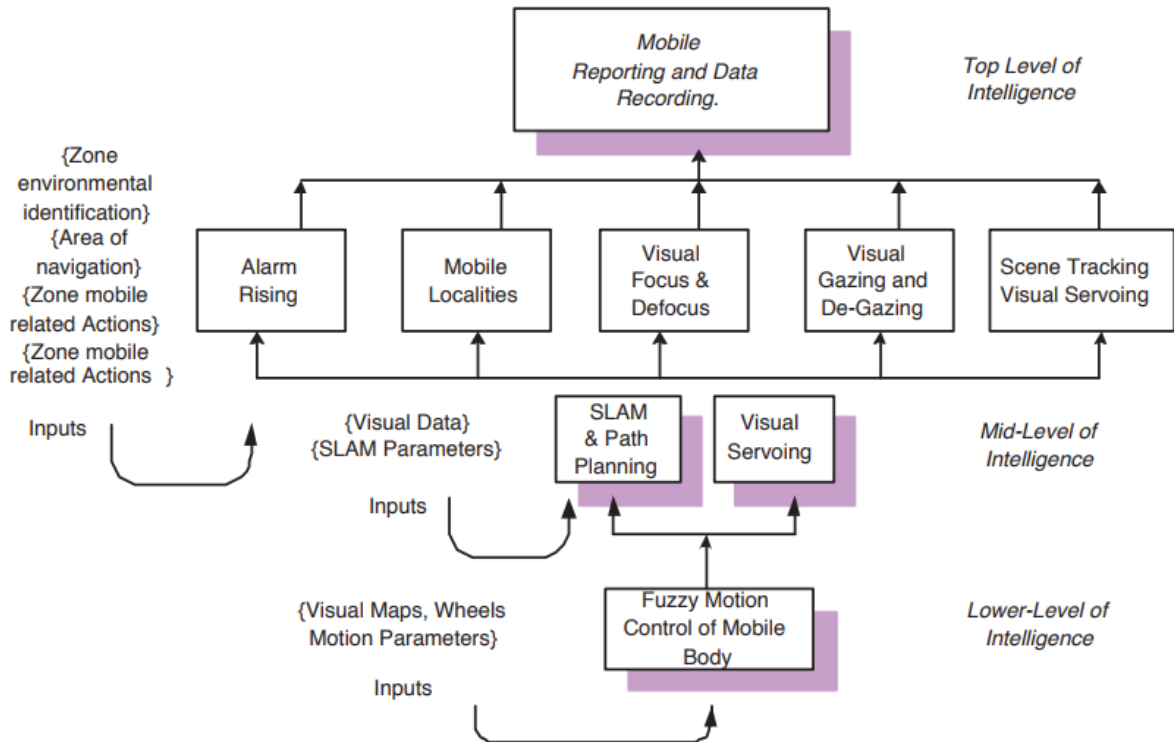 Mobile
Reporting and Data
Recording.
Top Level of
Intelligence
{Zone
environmental
identification}
{Area of
navigation}
{Zone mobile
related Actions}
{Zone mobile
related Actions }
Alarm
Rising
Mobile
Localities
Visual
Focus &
Defocus
Visual
Gazing and
De-Gazing
Scene Tracking
Visual Servoing
Inputs
{Visual Data}
{SLAM Parameters}
SLAM
& Path
Planning
Visual
Servoing
Mid-Level of
Intelligence
Inputs
{Visual Maps, Wheels
Motion Parameters}
Fuzzy Motion
Control of Mobile
Body
Lower-Level of
Intelligence
Inputs